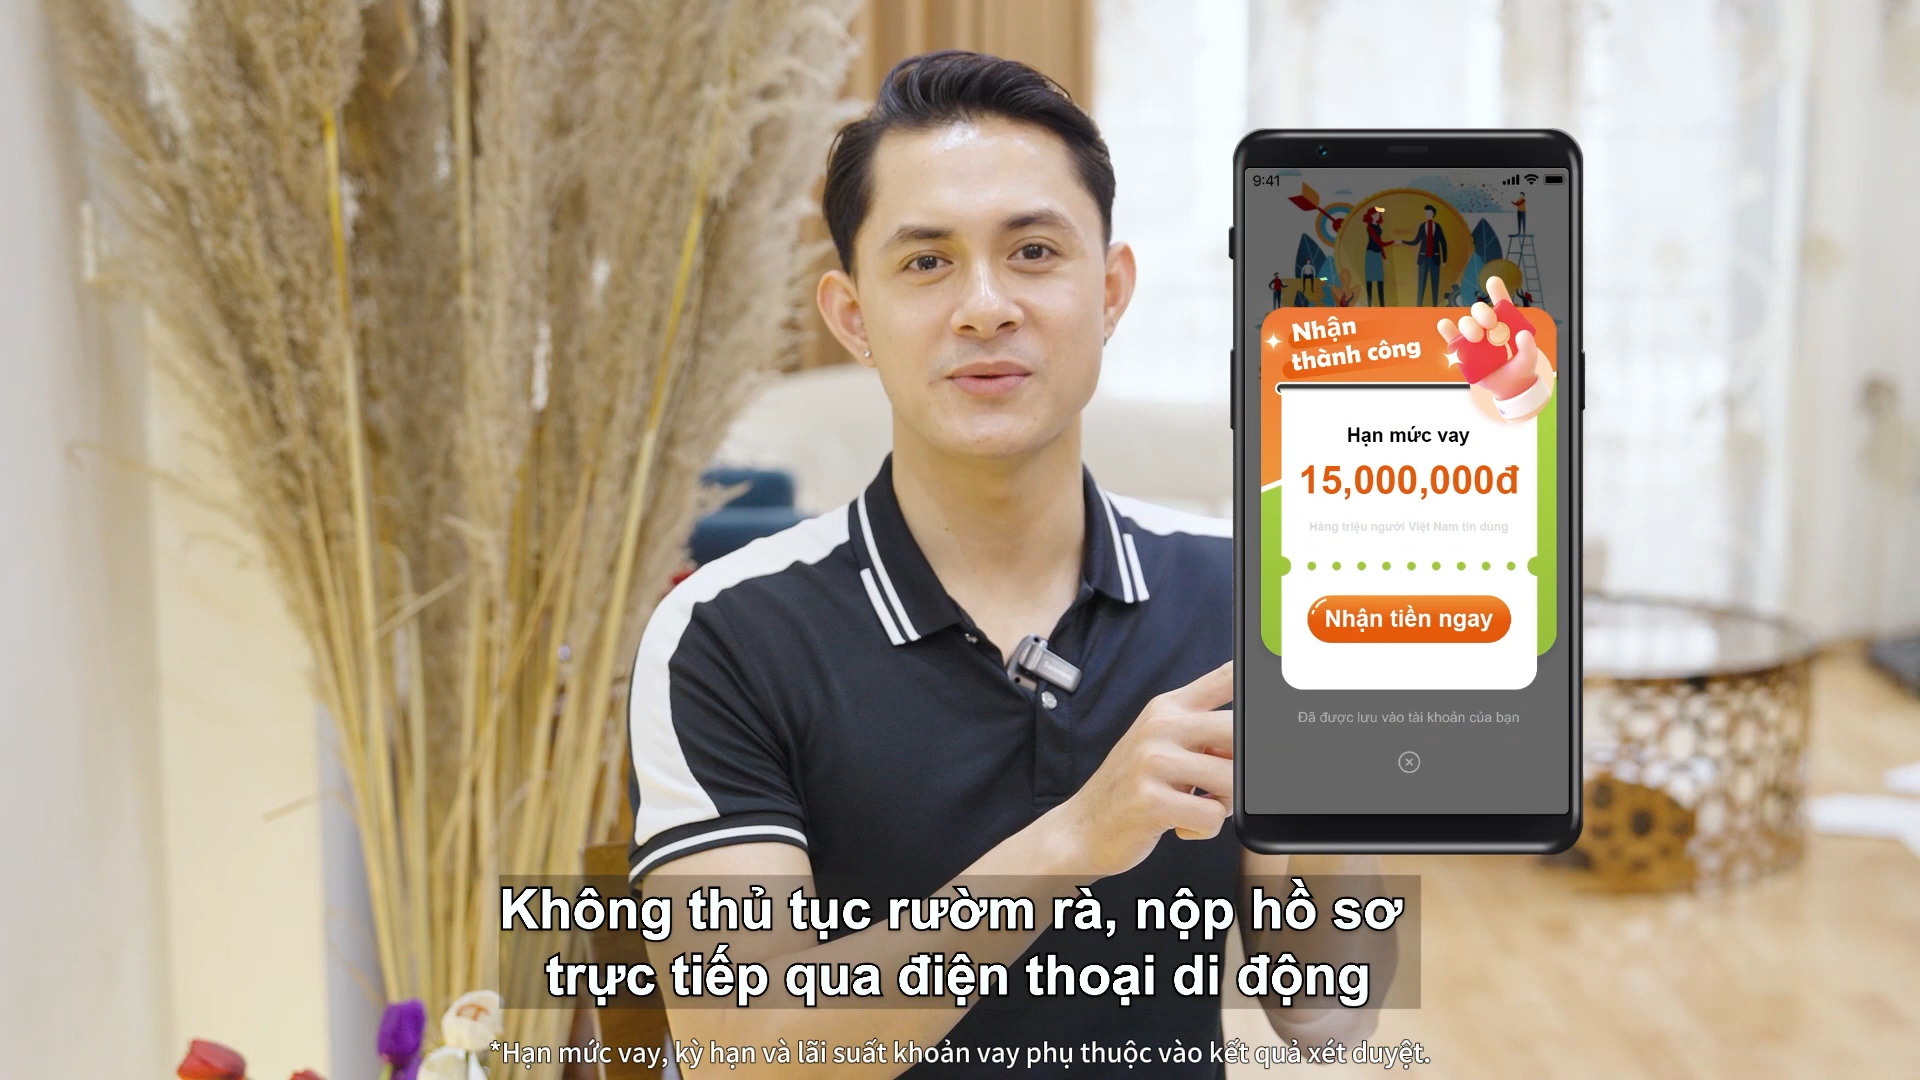 9:41
Nhận
thành công
Hạn mức vay
15,000,000đ
Hàng triệu người Việt Nam tin dùng
Nhận tiền ngay
Đã được lưu vào tài khoản của bạn
Không thủ tục rườm rà, nộp hồ sơ
trực tiếp qua điện thoại di động
*Hạn mức vay, kỳ hạn và lãi suất khoản vay phụ thuộc vào kết quả xét duyệt.